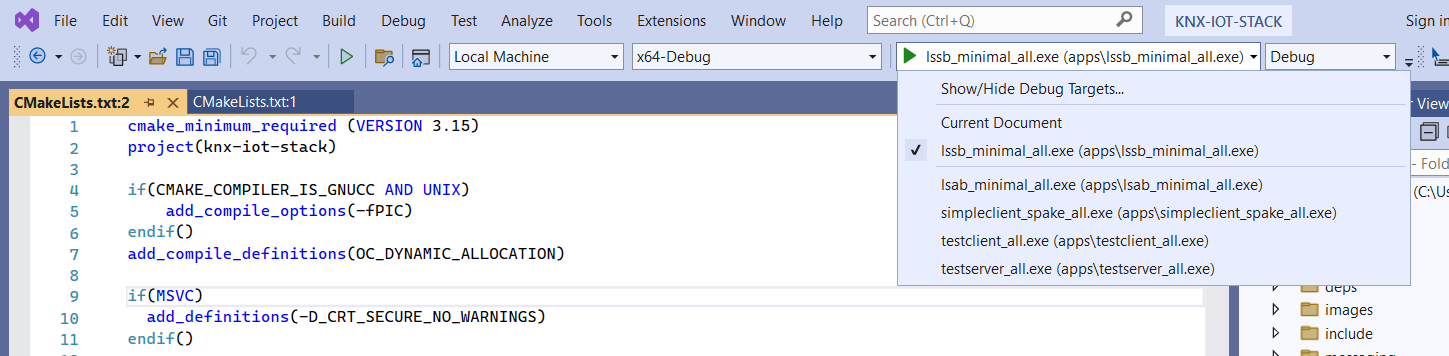 File Edit View Git Project Build Debug Test Analyze Tools Extensions Window Help Search (Ctrl+Q) KNX-IOT-STACK Sign in
Local Machine x64-Debug lssb_minimal_all.exe (apps\lssb_minimal_all.exe) Debug
Show/Hide Debug Targets...
Current Document
lssb_minimal_all.exe (apps\lssb_minimal_all.exe)
lsab_minimal_all.exe (apps\lsab_minimal_all.exe)
simpleclient_spake_all.exe (apps\simpleclient_spake_all.exe)
testclient_all.exe (apps\testclient_all.exe)
testserver_all.exe (apps\testserver_all.exe)
CMakeLists.txt:2 CMakeLists.txt:1
1 cmake_minimum_required (VERSION 3.15)
2 project(knx-iot-stack)
3
4 if(CMAKE_COMPILER_IS_GNUCC AND UNIX)
5 add_compile_options(-fPIC)
6 endif()
7 add_compile_definitions(OC_DYNAMIC_ALLOCATION)
8
9 if(MSVC)
10 add_definitions(-D_CRT_SECURE_NO_WARNINGS)
11 endif()
r View
- Fold
(C:\Us
deps
images
include
messaging